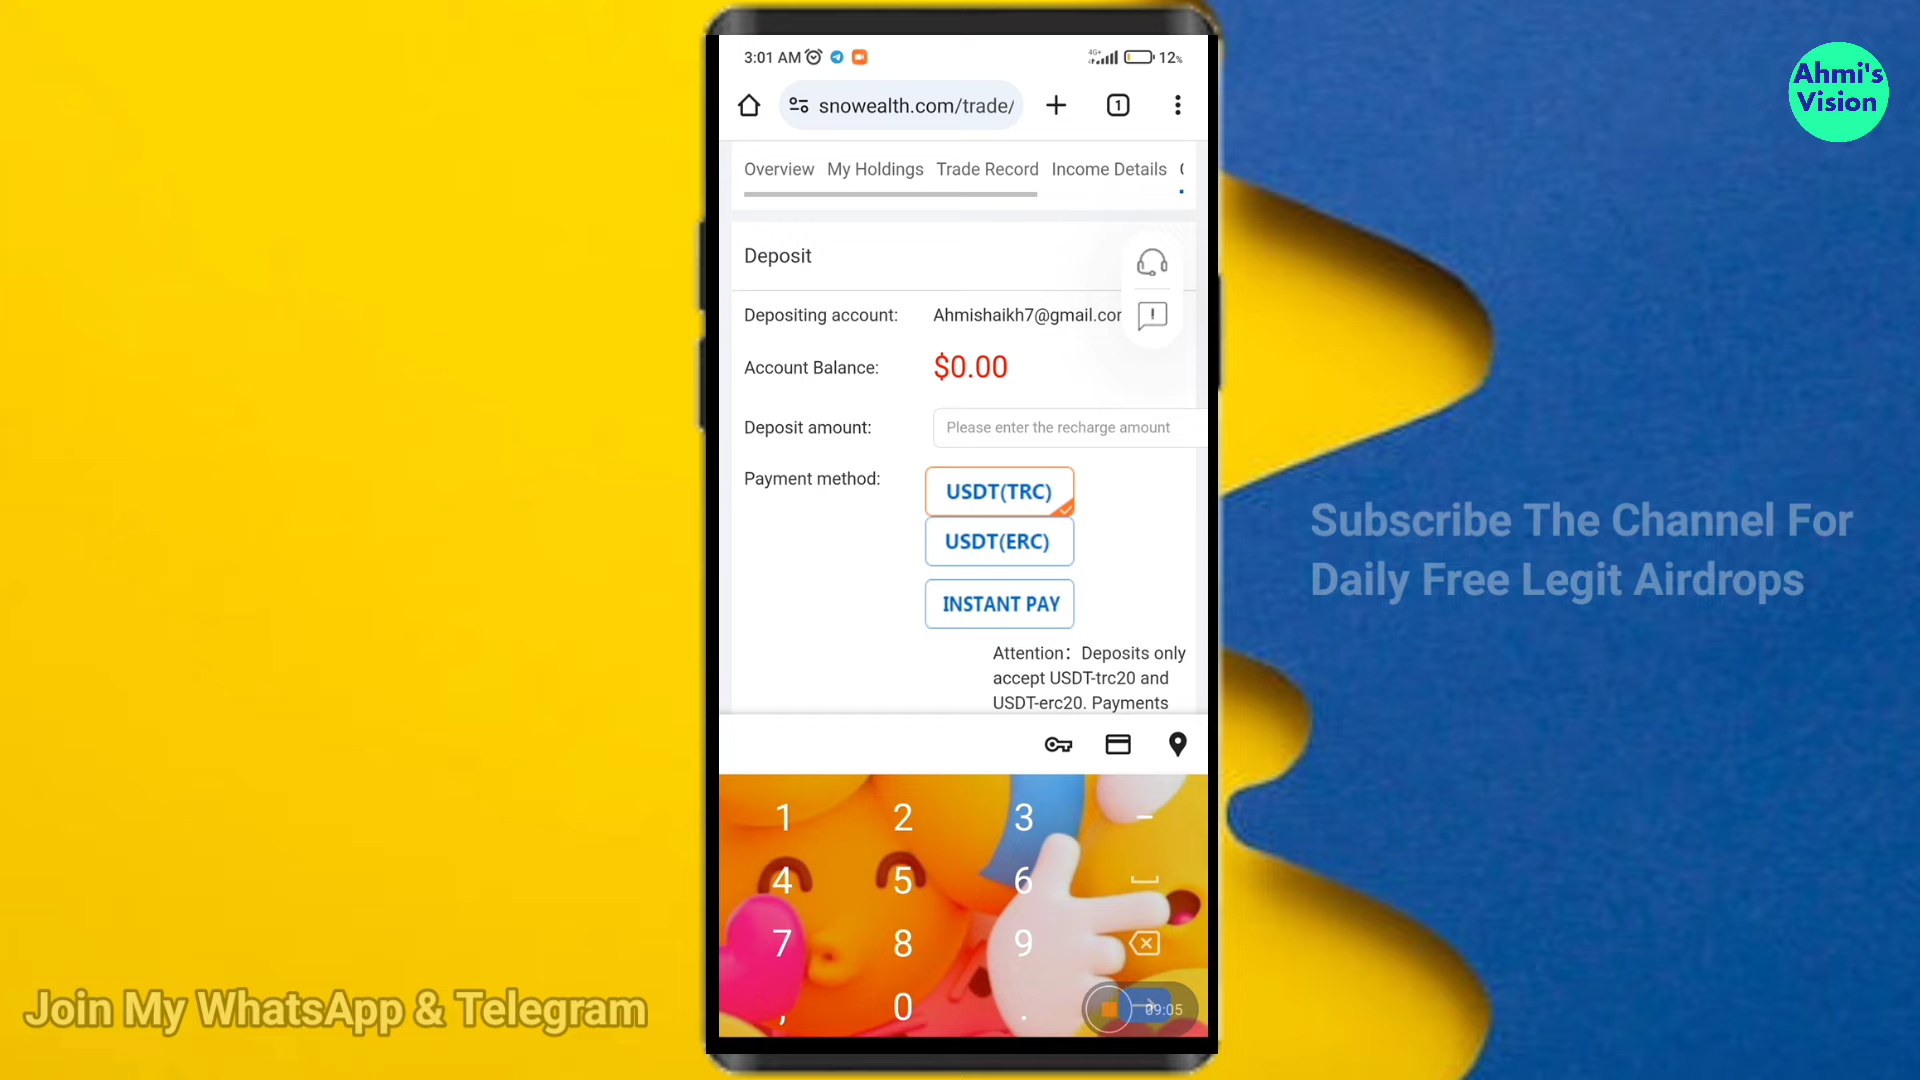 3:01 AM
4G+
12%
Ahmi's
Vision
snowealth.com/trade/
1
Overview My Holdings Trade Record Income Details
Deposit
Depositing account: Ahmishaikh7@gmail.com
Account Balance: $0.00
Deposit amount: Please enter the recharge amount
Payment method: USDT(TRC)
USDT(ERC)
INSTANT PAY
Subscribe The Channel For
Daily Free Legit Airdrops
Attention: Deposits only
accept USDT-trc20 and
USDT-erc20. Payments
1 2 3 -
4 5 6
7 8 9
, 0 .
09:05
Join My WhatsApp & Telegram